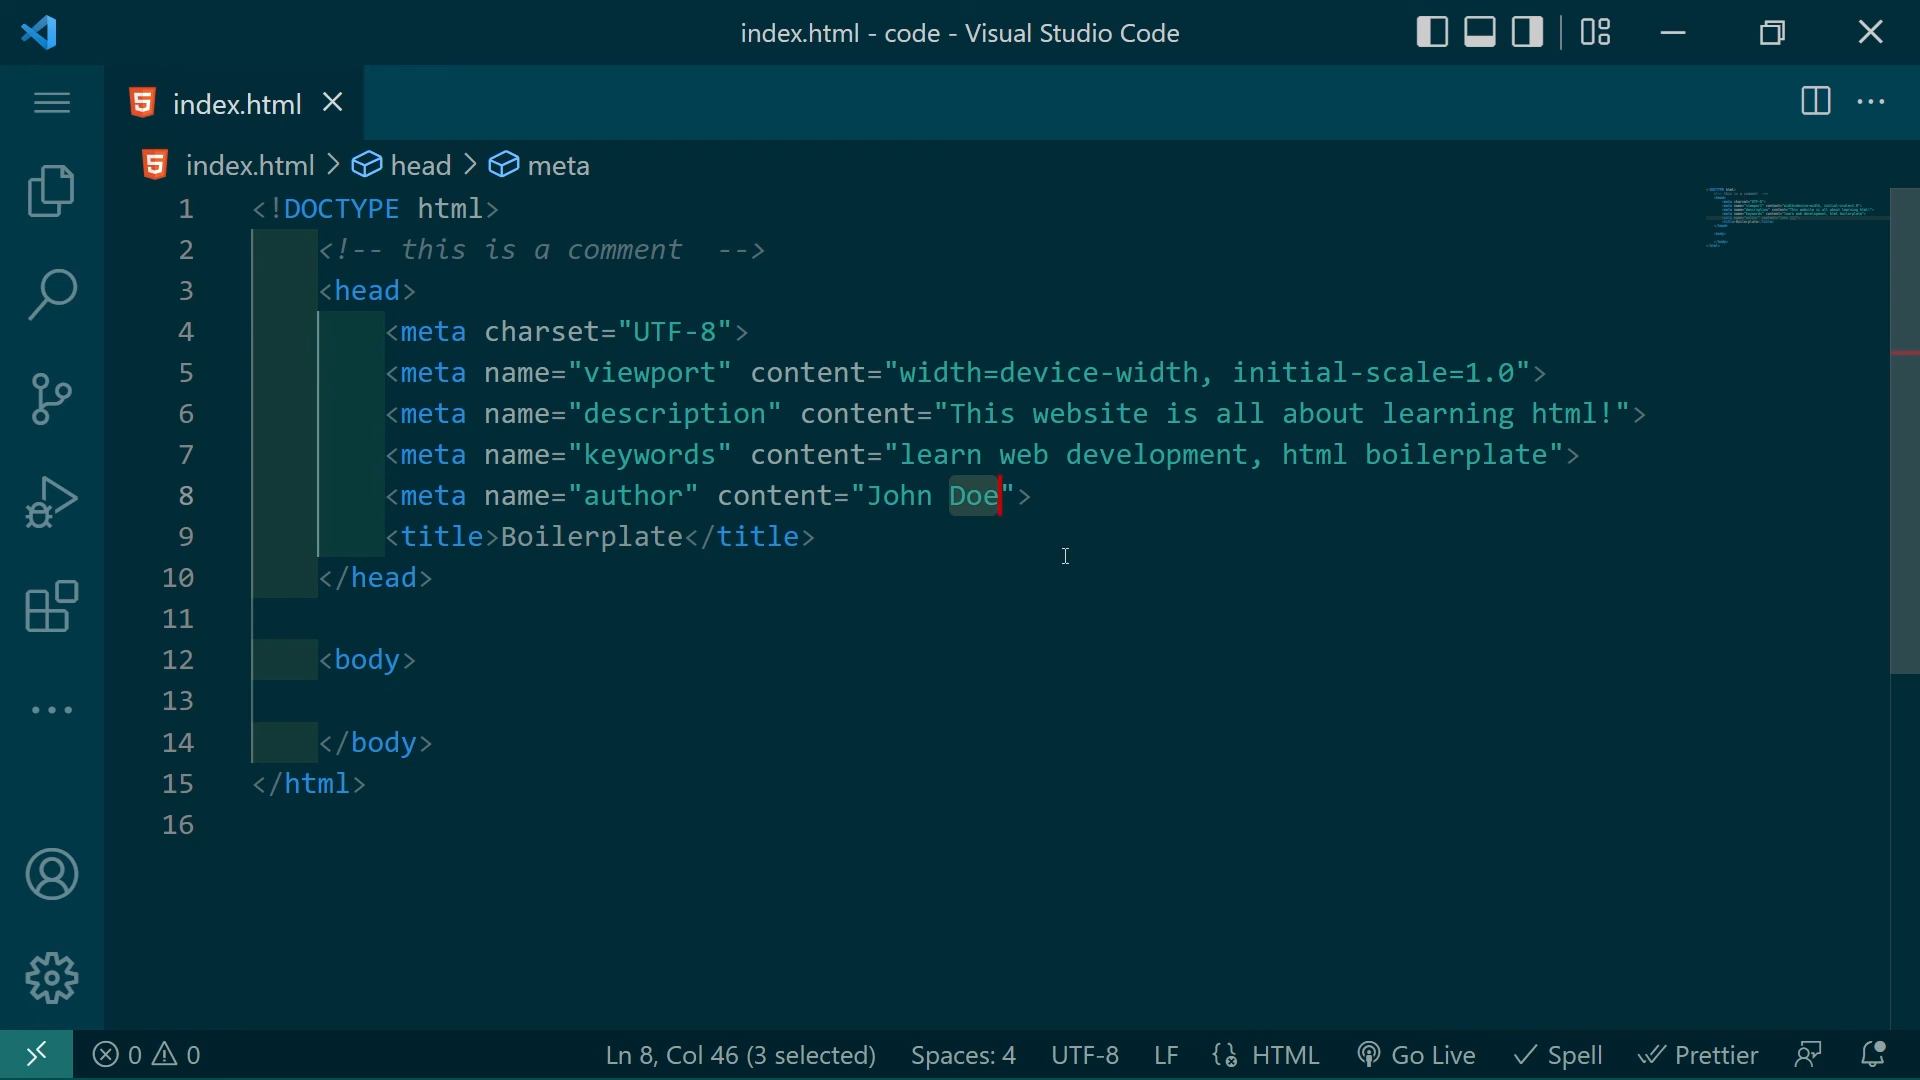 index.html - code - Visual Studio Code
index.html
index.html > head > meta
1 <!DOCTYPE html>
2 <!-- this is a comment  -->
3 <head>
4 <meta charset="UTF-8">
5 <meta name="viewport" content="width=device-width, initial-scale=1.0">
6 <meta name="description" content="This website is all about learning html!">
7 <meta name="keywords" content="learn web development, html boilerplate">
8 <meta name="author" content="John Doe">
9 <title>Boilerplate</title>
10 </head>
11
12 <body>
13
14 </body>
15 </html>
16
0 0 Ln 8, Col 46 (3 selected) Spaces: 4 UTF-8 LF HTML Go Live Spell Prettier